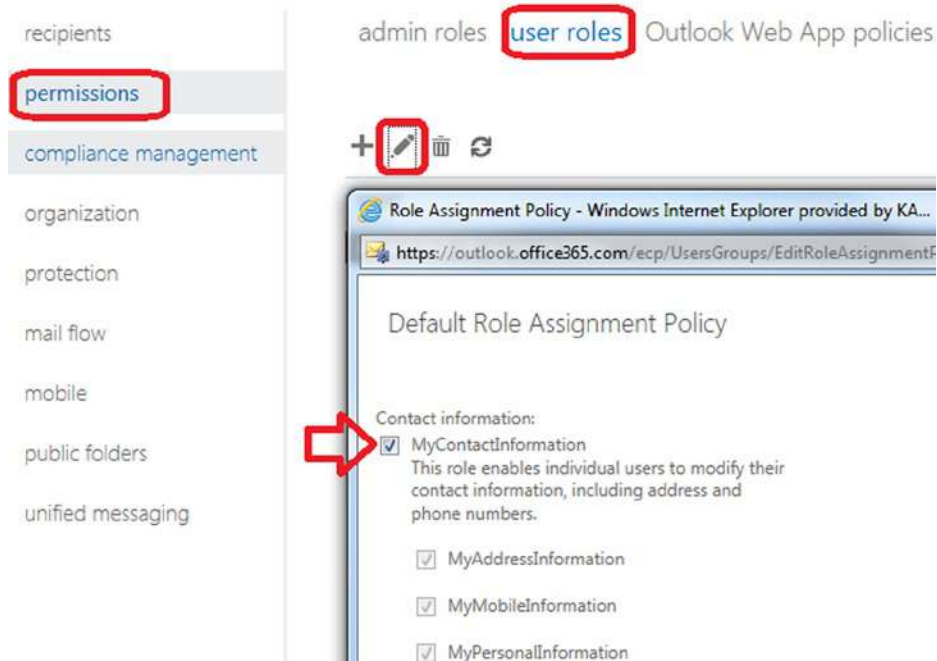 recipients
permissions
compliance management
organization
protection
mail flow
mobile
public folders
unified messaging
admin roles user roles Outlook Web App policies
Role Assignment Policy - Windows Internet Explorer provided by KA...
https://outlook.office365.com/ecp/UsersGroups/EditRoleAssignmentP
Default Role Assignment Policy
Contact information:
MyContactInformation
This role enables individual users to modify their
contact information, including address and
phone numbers.
MyAddressInformation
MyMobileInformation
MyPersonalInformation